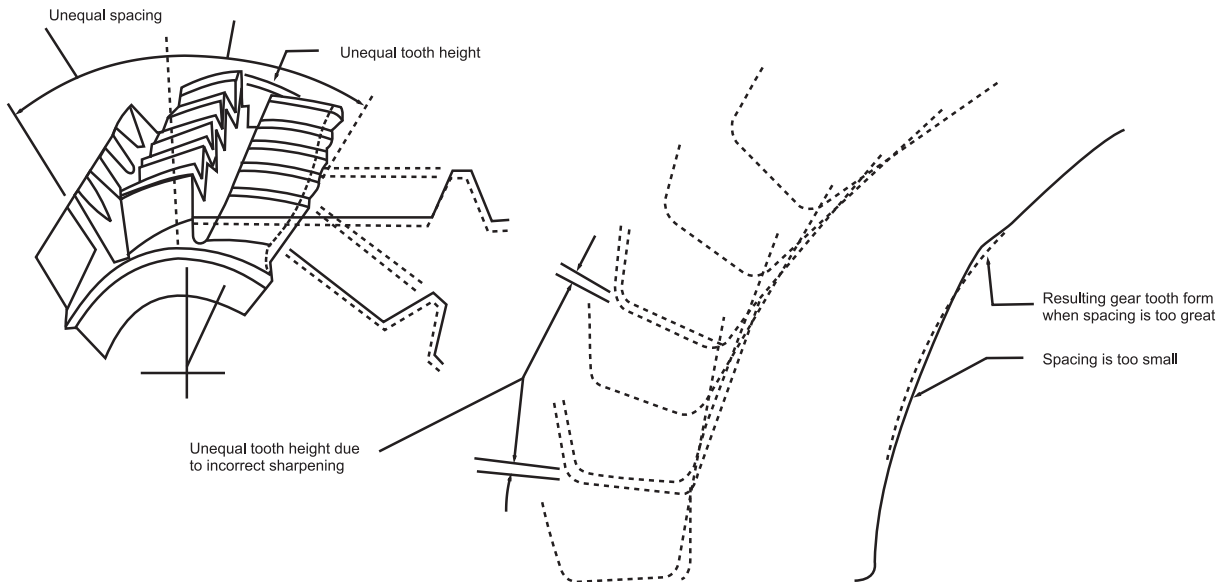 Unequal spacing
Unequal tooth height
Resulting gear tooth form
when spacing is too great
Spacing is too small
Unequal tooth height due
to incorrect sharpening